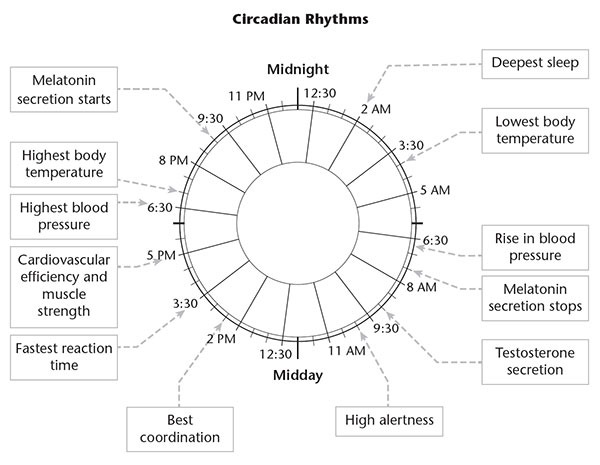 Circadian Rhythms
Midnight
12:30
2 AM
3:30
5 AM
6:30
8 AM
9:30
11 AM
Midday
12:30
2 PM
3:30
5 PM
6:30
8 PM
9:30
11 PM
Deepest sleep
Lowest body
temperature
Rise in blood
pressure
Melatonin
secretion stops
Testosterone
secretion
High alertness
Best
coordination
Fastest reaction
time
Cardiovascular
efficiency and
muscle
strength
Highest blood
pressure
Highest body
temperature
Melatonin
secretion starts